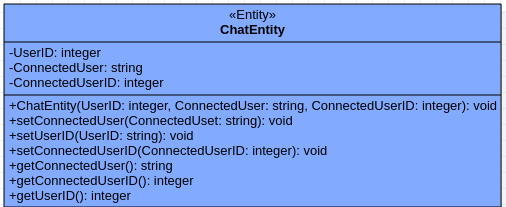 «Entity»
ChatEntity
-UserID: integer
-ConnectedUser: string
-ConnectedUserID: integer
+ChatEntity(UserID: integer, ConnectedUser: string, ConnectedUserID: integer): void
+setConnectedUser(ConnectedUset: string): void
+setUserID(UserID: string): void
+setConnectedUserID(ConnectedUserID: integer): void
+getConnectedUser(): string
+getConnectedUserID(): integer
+getUserID(): integer